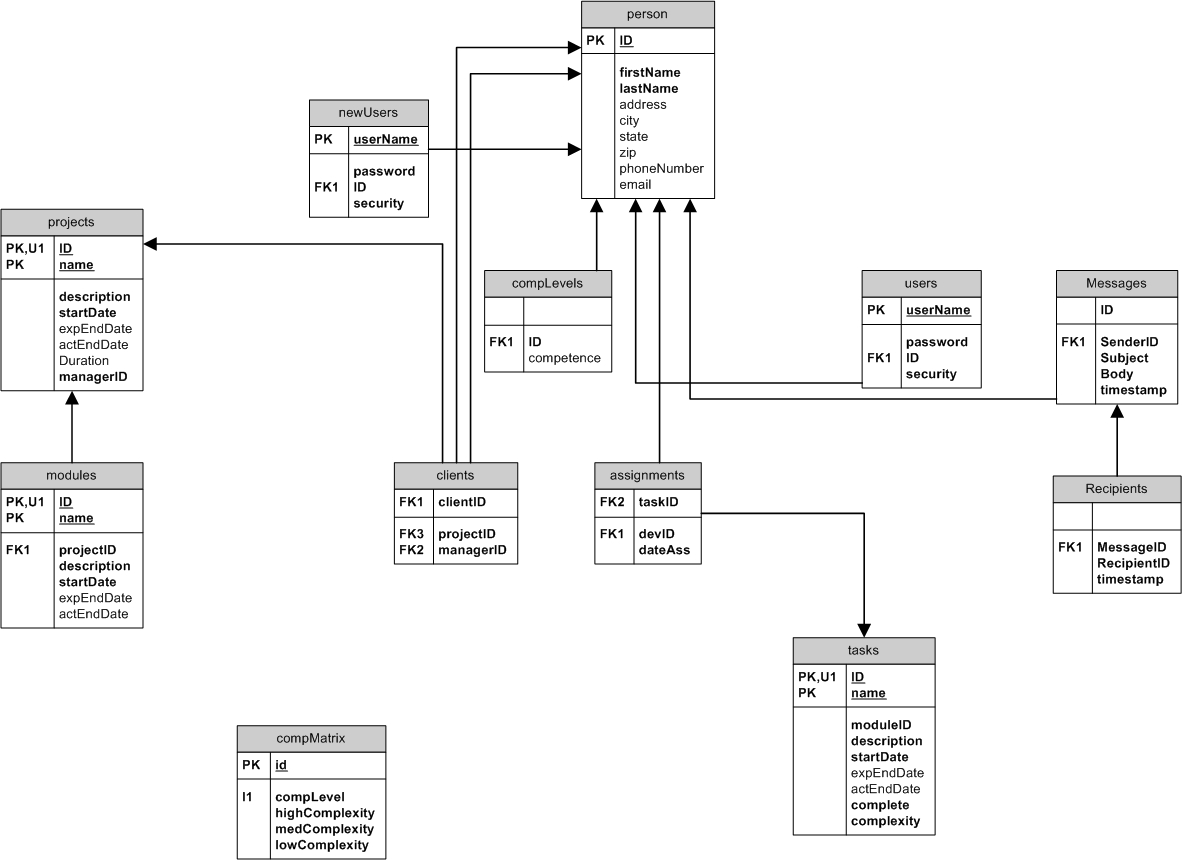 person
PK ID
firstName
lastName
address
city
state
zip
phoneNumber
email
newUsers
PK userName
password
FK1 ID
security
projects
PK,U1 ID
PK name
description
startDate
expEndDate
actEndDate
Duration
managerID
compLevels
FK1 ID
competence
users
PK userName
password
FK1 ID
security
Messages
ID
FK1 SenderID
Subject
Body
timestamp
modules
PK,U1 ID
PK name
FK1 projectID
description
startDate
expEndDate
actEndDate
clients
FK1 clientID
FK3 projectID
FK2 managerID
assignments
FK2 taskID
FK1 devID
dateAss
Recipients
FK1 MessageID
RecipientID
timestamp
tasks
PK,U1 ID
PK name
moduleID
description
startDate
expEndDate
actEndDate
complete
complexity
compMatrix
PK id
I1 compLevel
highComplexity
medComplexity
lowComplexity